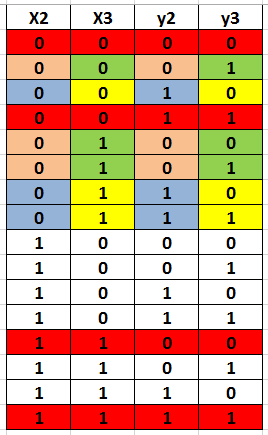 X2 X3 y2 y3
0 0 0 0
0 0 0 1
0 0 1 0
0 0 1 1
0 1 0 0
0 1 0 1
0 1 1 0
0 1 1 1
1 0 0 0
1 0 0 1
1 0 1 0
1 0 1 1
1 1 0 0
1 1 0 1
1 1 1 0
1 1 1 1